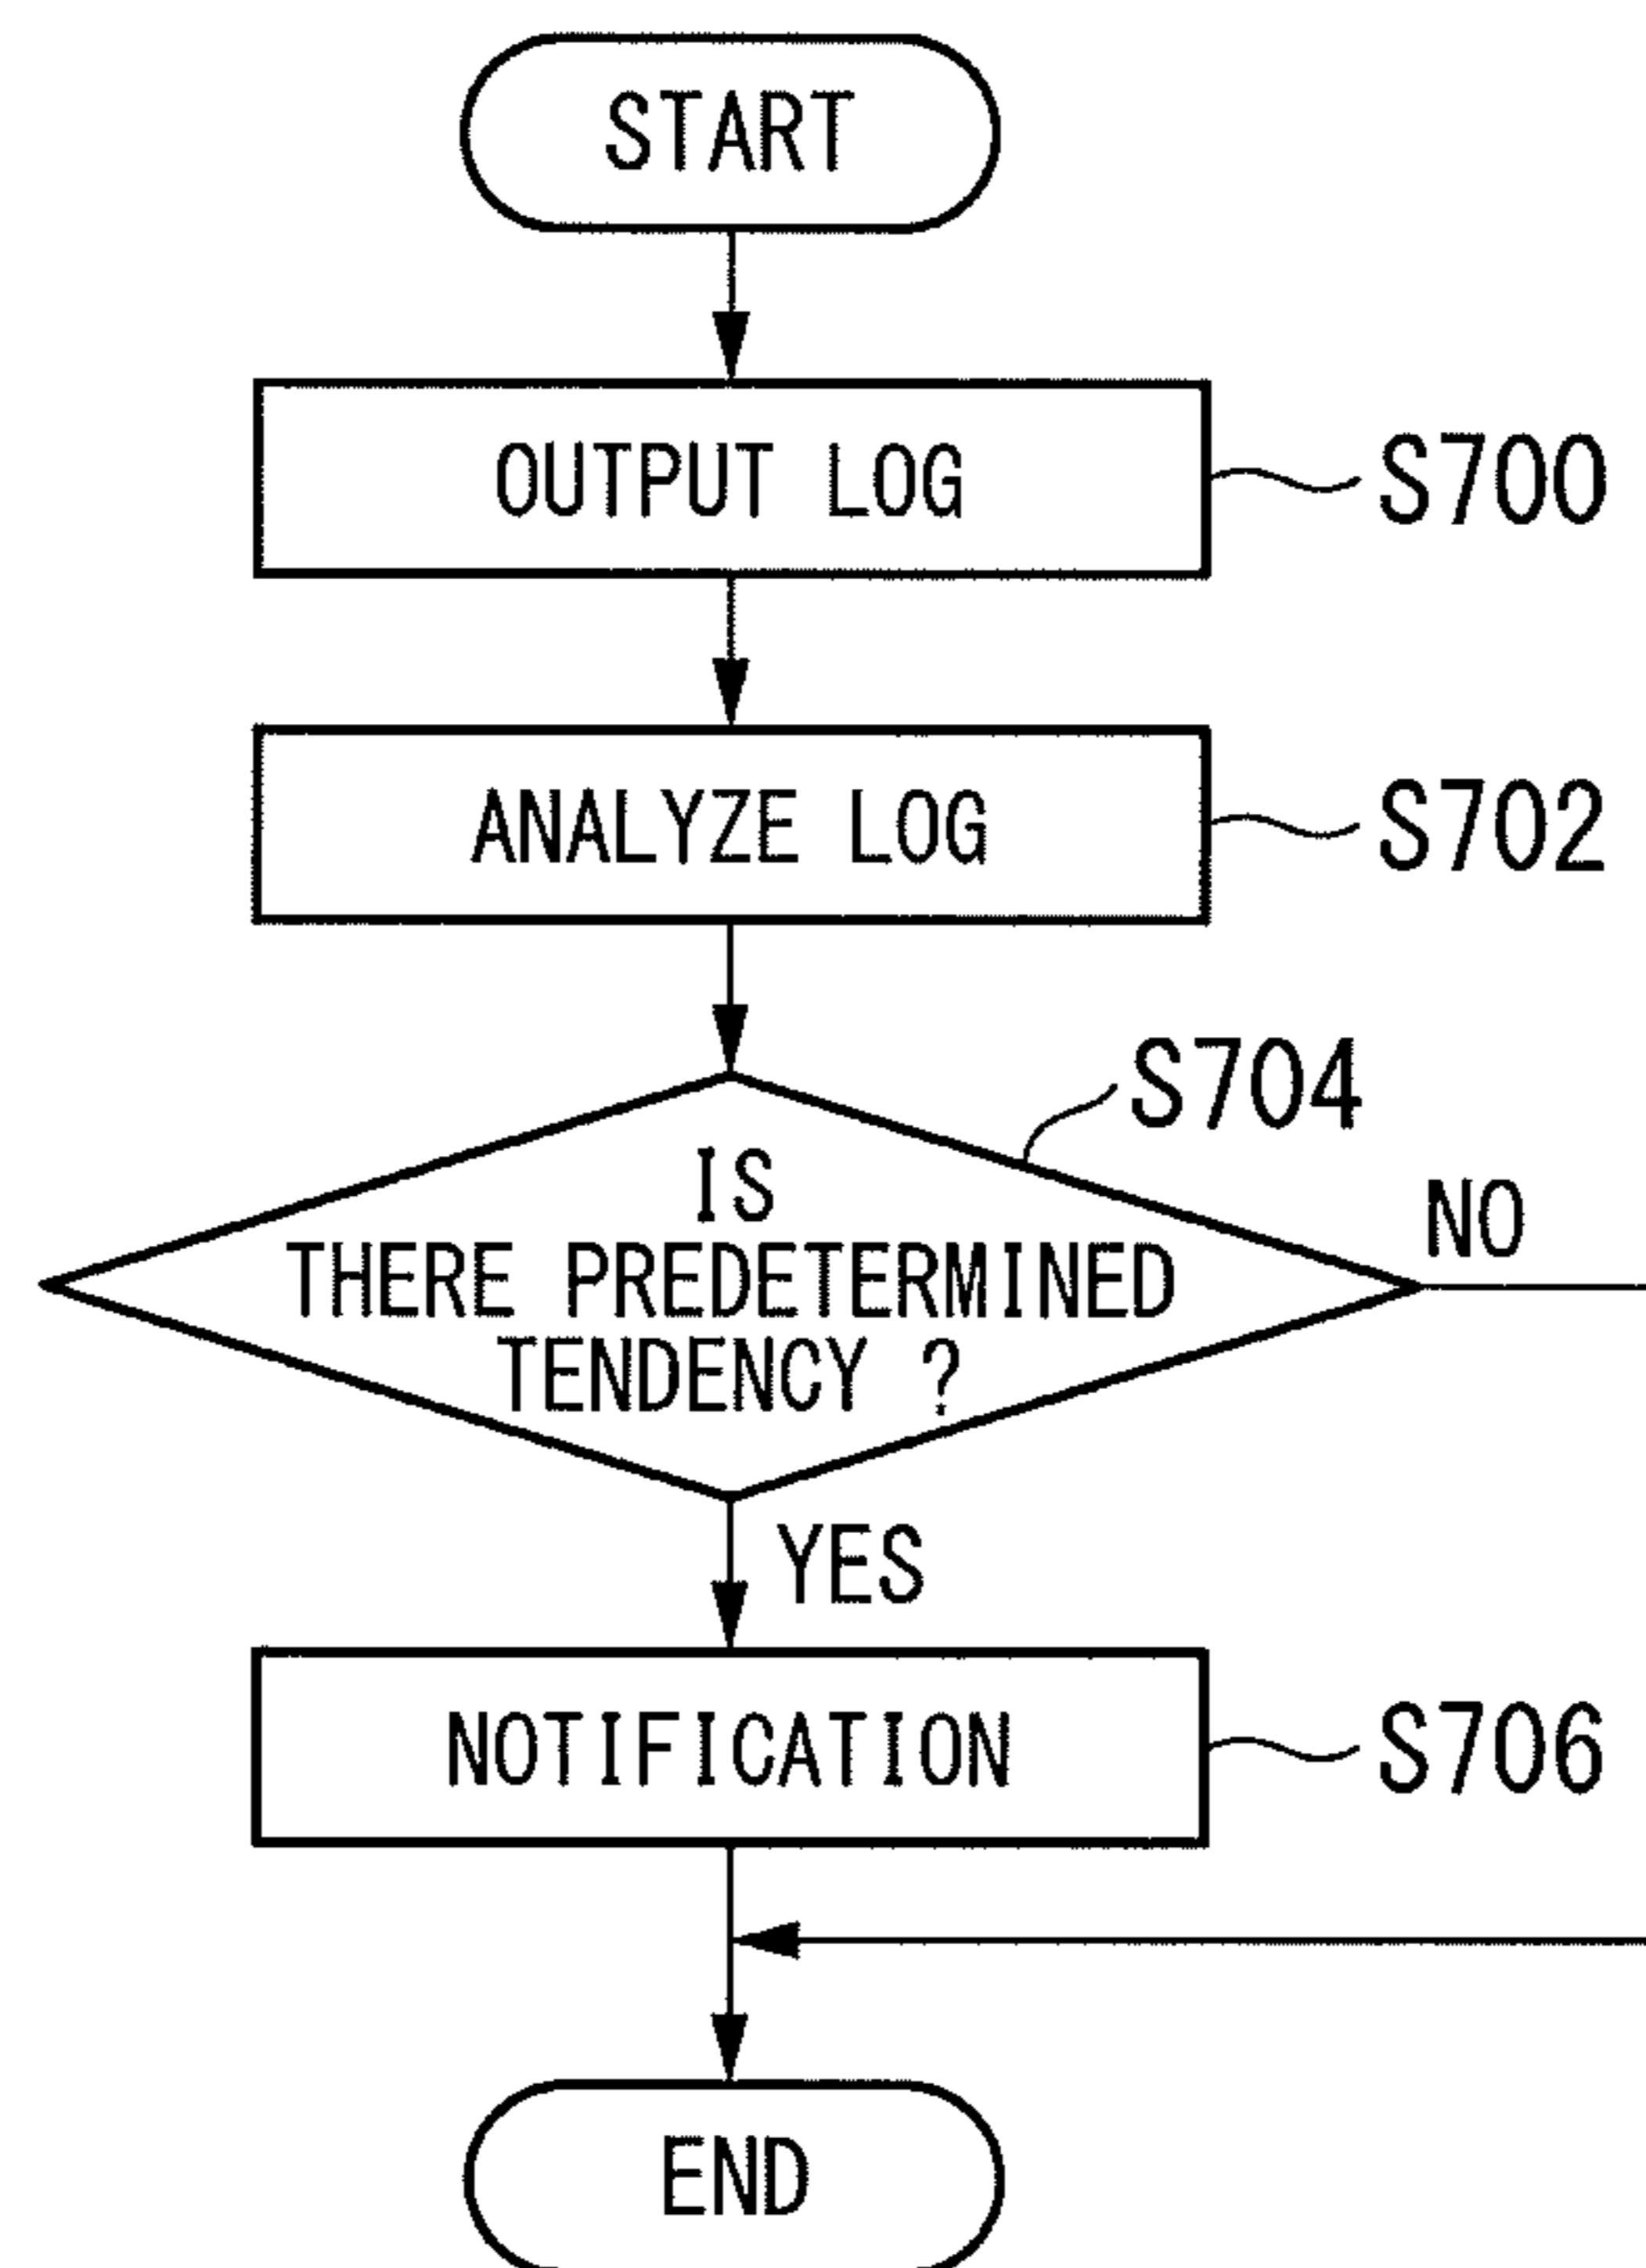 START
OUTPUT LOG
S700
ANALYZE LOG
S702
S704
IS
THERE PREDETERMINED
TENDENCY ?
NO
YES
NOTIFICATION
S706
END